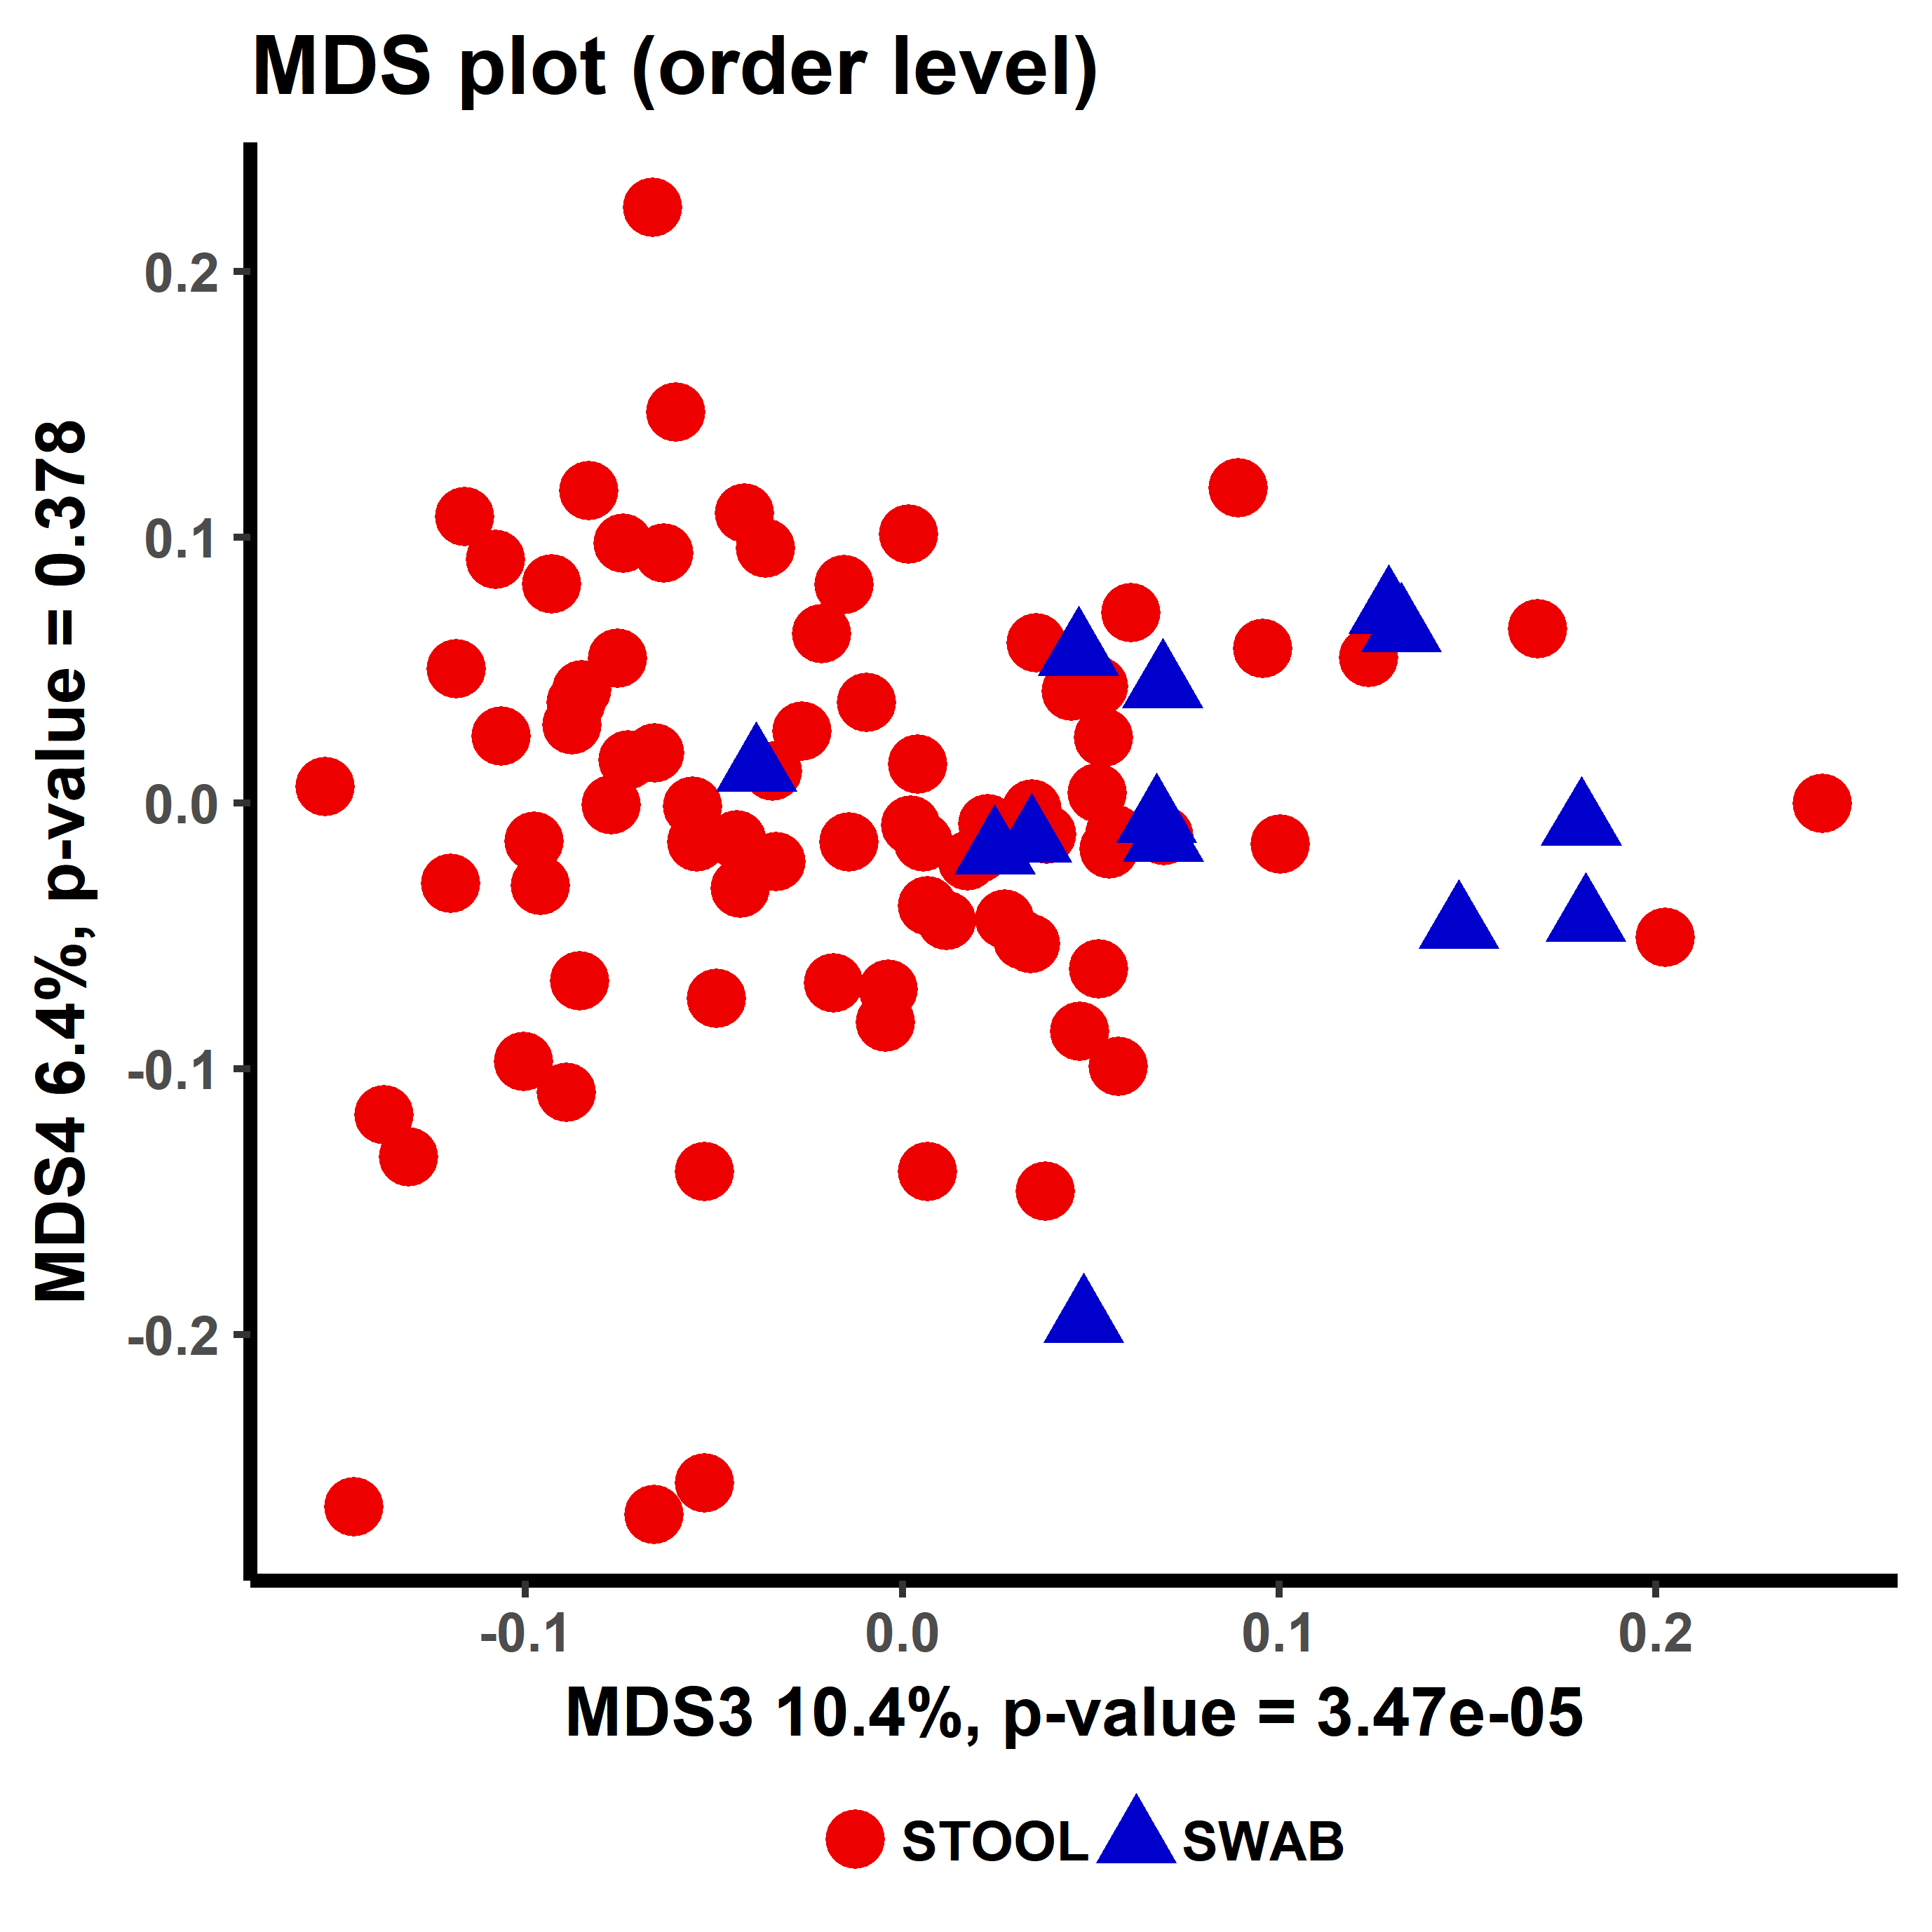 MDS plot (order level)
MDS4 6.4%, p-value = 0.378
0.2
0.1
0.0
-0.1
-0.2
-0.1 0.0 0.1 0.2
MDS3 10.4%, p-value = 3.47e-05
STOOL SWAB